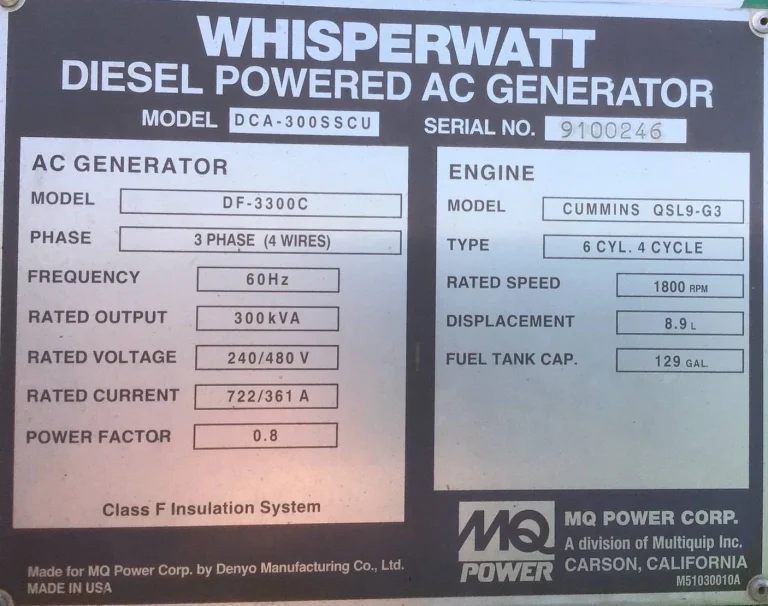 WHISPERWATT
DIESEL POWERED AC GENERATOR
MODEL DCA-300SSCU SERIAL NO. 9100246
AC GENERATOR
MODEL DF-3300C
PHASE 3 PHASE (4 WIRES)
FREQUENCY 60Hz
RATED OUTPUT 300kVA
RATED VOLTAGE 240/480 V
RATED CURRENT 722/361 A
POWER FACTOR 0.8
Class F Insulation System
ENGINE
MODEL CUMMINS QSL9-G3
TYPE 6 CYL. 4 CYCLE
RATED SPEED 1800 RPM
DISPLACEMENT 8.9 L
FUEL TANK CAP. 129 GAL.
Made for MQ Power Corp. by Denyo Manufacturing Co., Ltd.
MADE IN USA
MQ
POWER
MQ POWER CORP.
A division of Multiquip Inc.
CARSON, CALIFORNIA
M51030010A